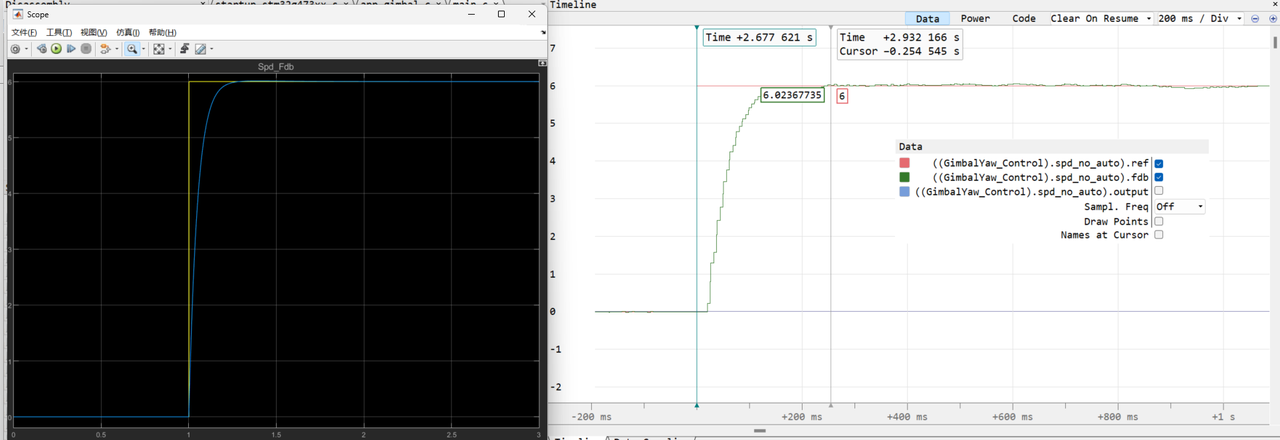 Disassembly
startup_stm32g473xx.s
app_gimbal.c
main.c
Timeline
Scope
文件(F) 工具(T) 视图(V) 仿真(I) 帮助(H)
Data Power Code Clear On Resume 200 ms / Div
Spd_Fdb
Time +2.677 621 s
Time +2.932 166 s
Cursor −0.254 545 s
6.02367735
6
Data
((GimbalYaw_Control).spd_no_auto).ref
((GimbalYaw_Control).spd_no_auto).fdb
((GimbalYaw_Control).spd_no_auto).output
Sampl. Freq Off
Draw Points
Names at Cursor
7
6
5
4
3
2
1
0
-1
-2
-200 ms
+200 ms
+400 ms
+600 ms
+800 ms
+1 s
6
5
4
3
2
1
0
0
0.5
1
1.5
2
2.5
3